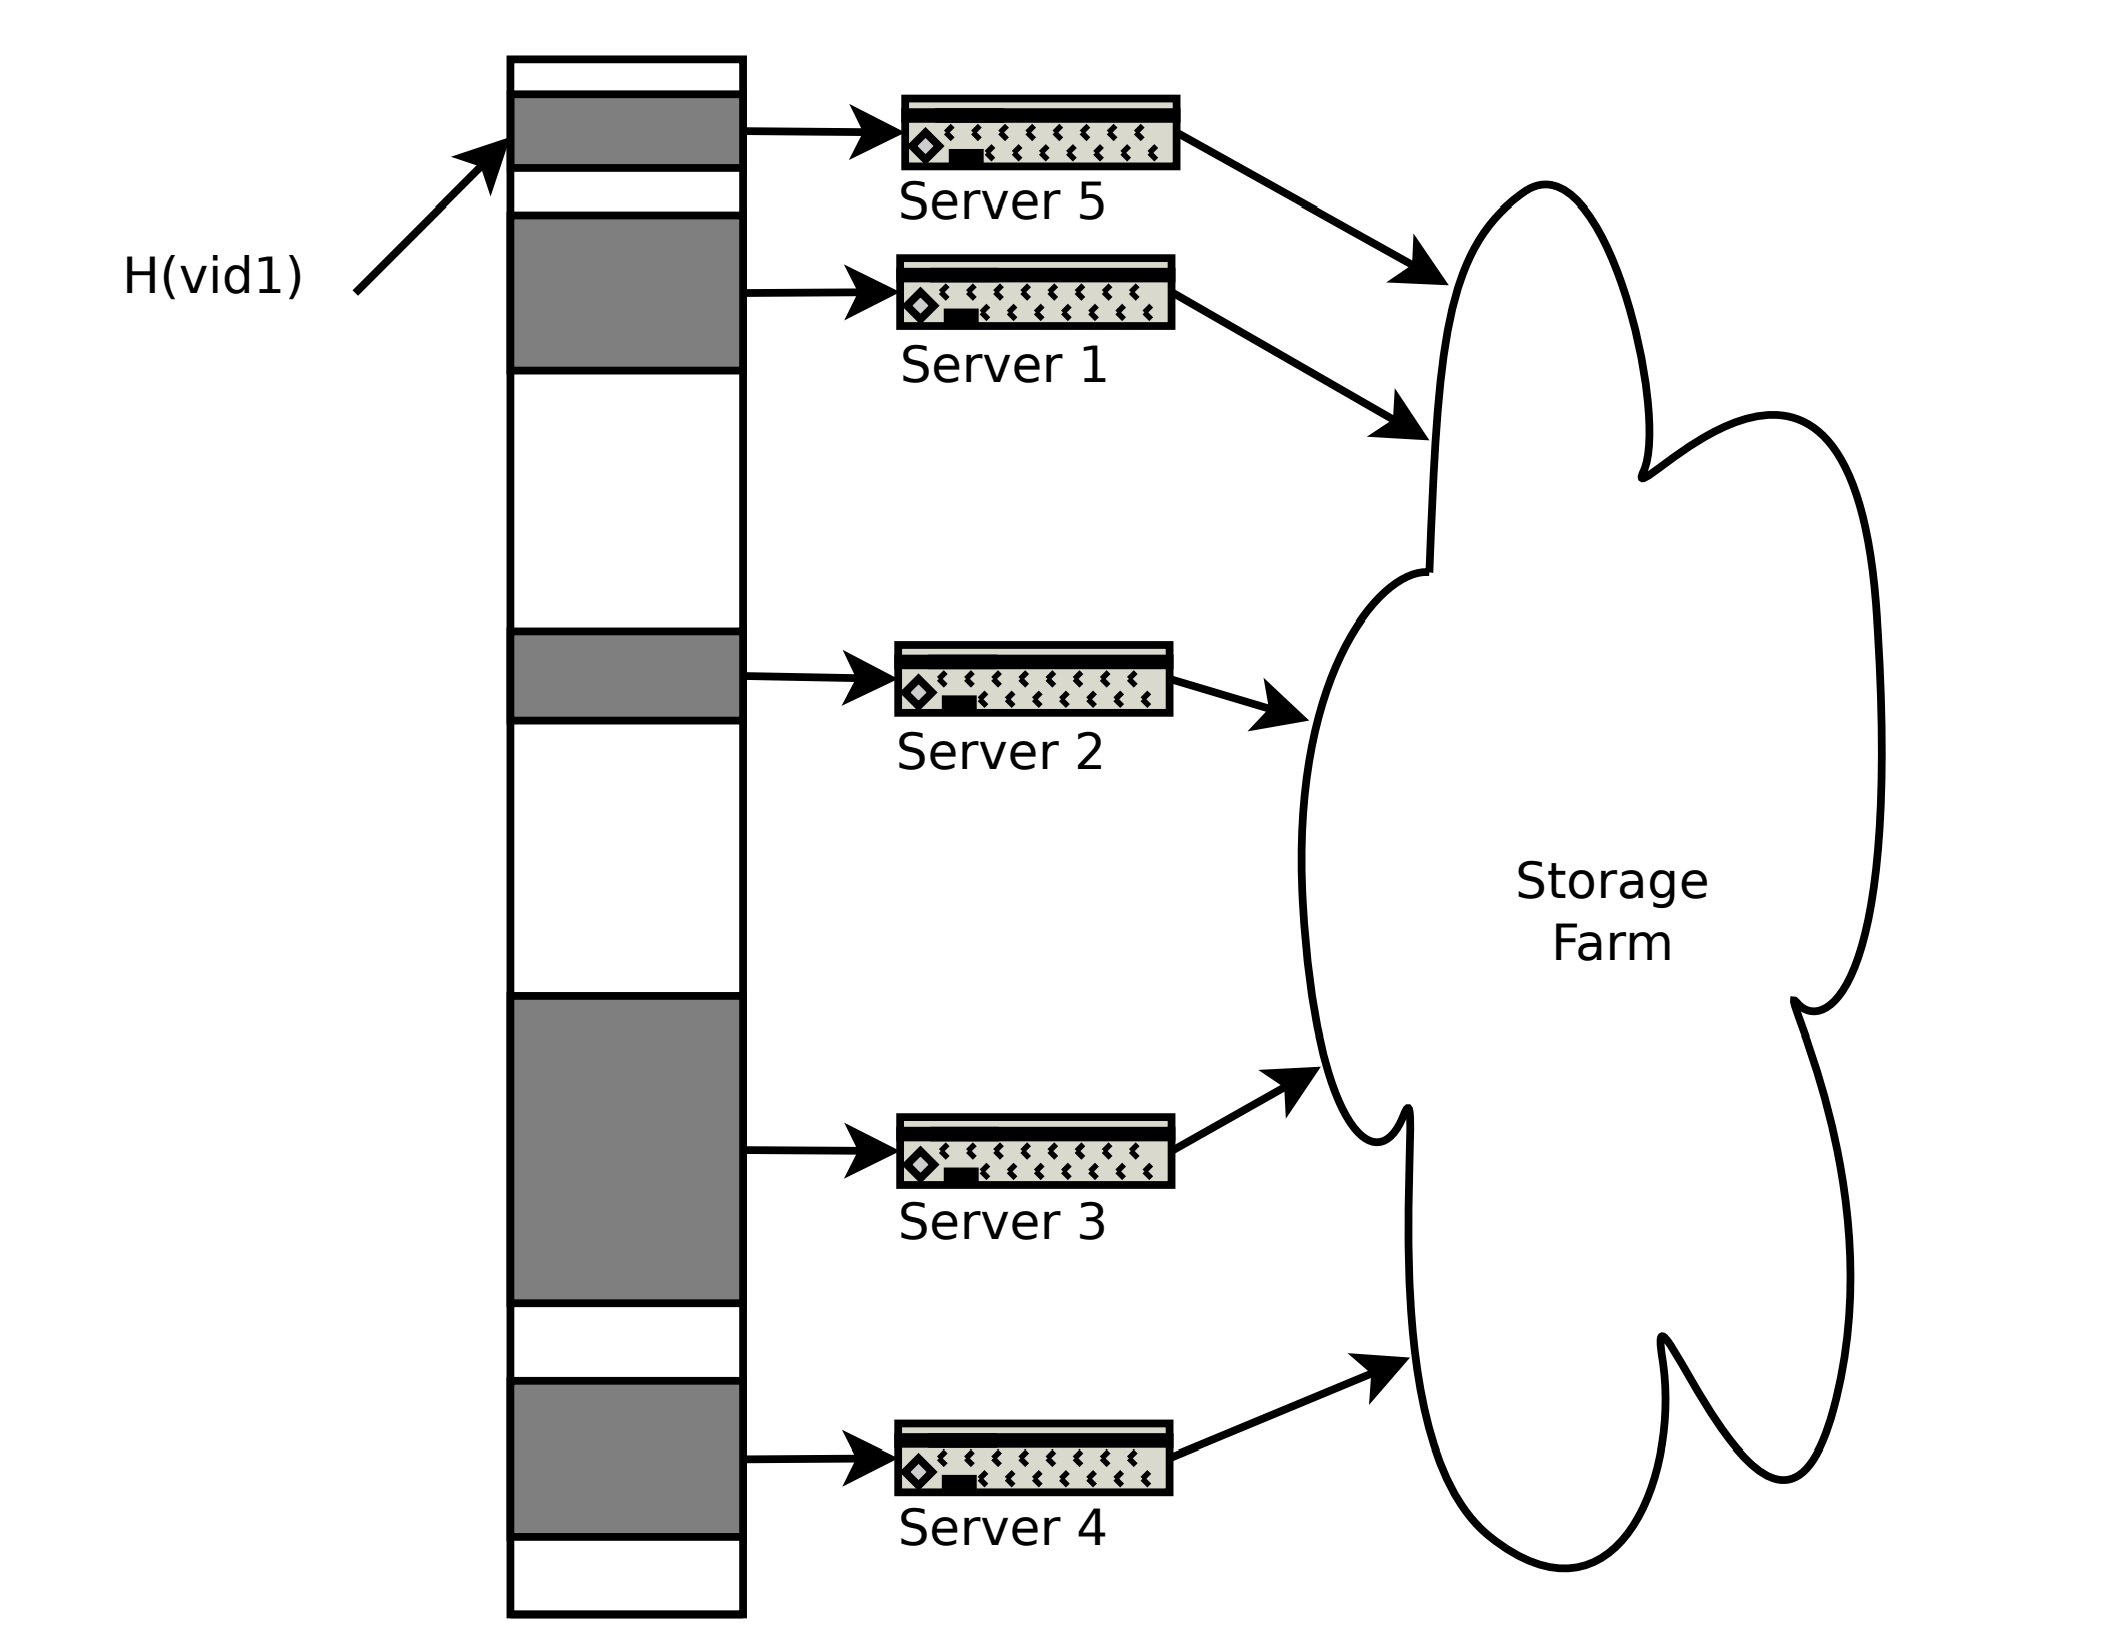 Server 5
H(vid1)
Server 1
Server 2
Storage
Farm
Server 3
Server 4